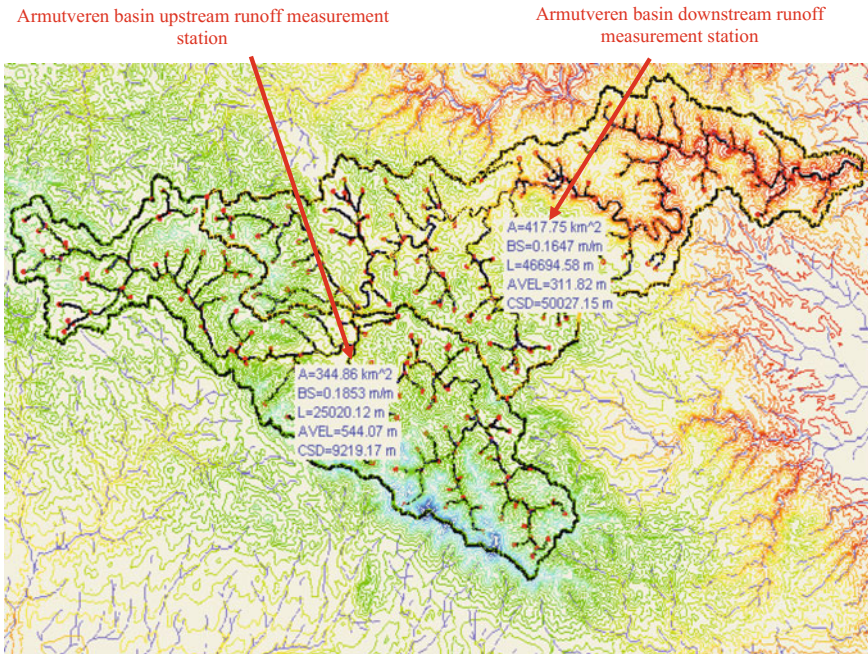 Armutveren basin upstream runoff measurement
station
Armutveren basin downstream runoff
measurement station
A=417.75 km^2
BS=0.1647 m/m
L=46694.58 m
AVEL=311.82 m
CSD=50027.15 m
A=344.86 km^2
BS=0.1853 m/m
L=25020.12 m
AVEL=544.07 m
CSD=9219.17 m